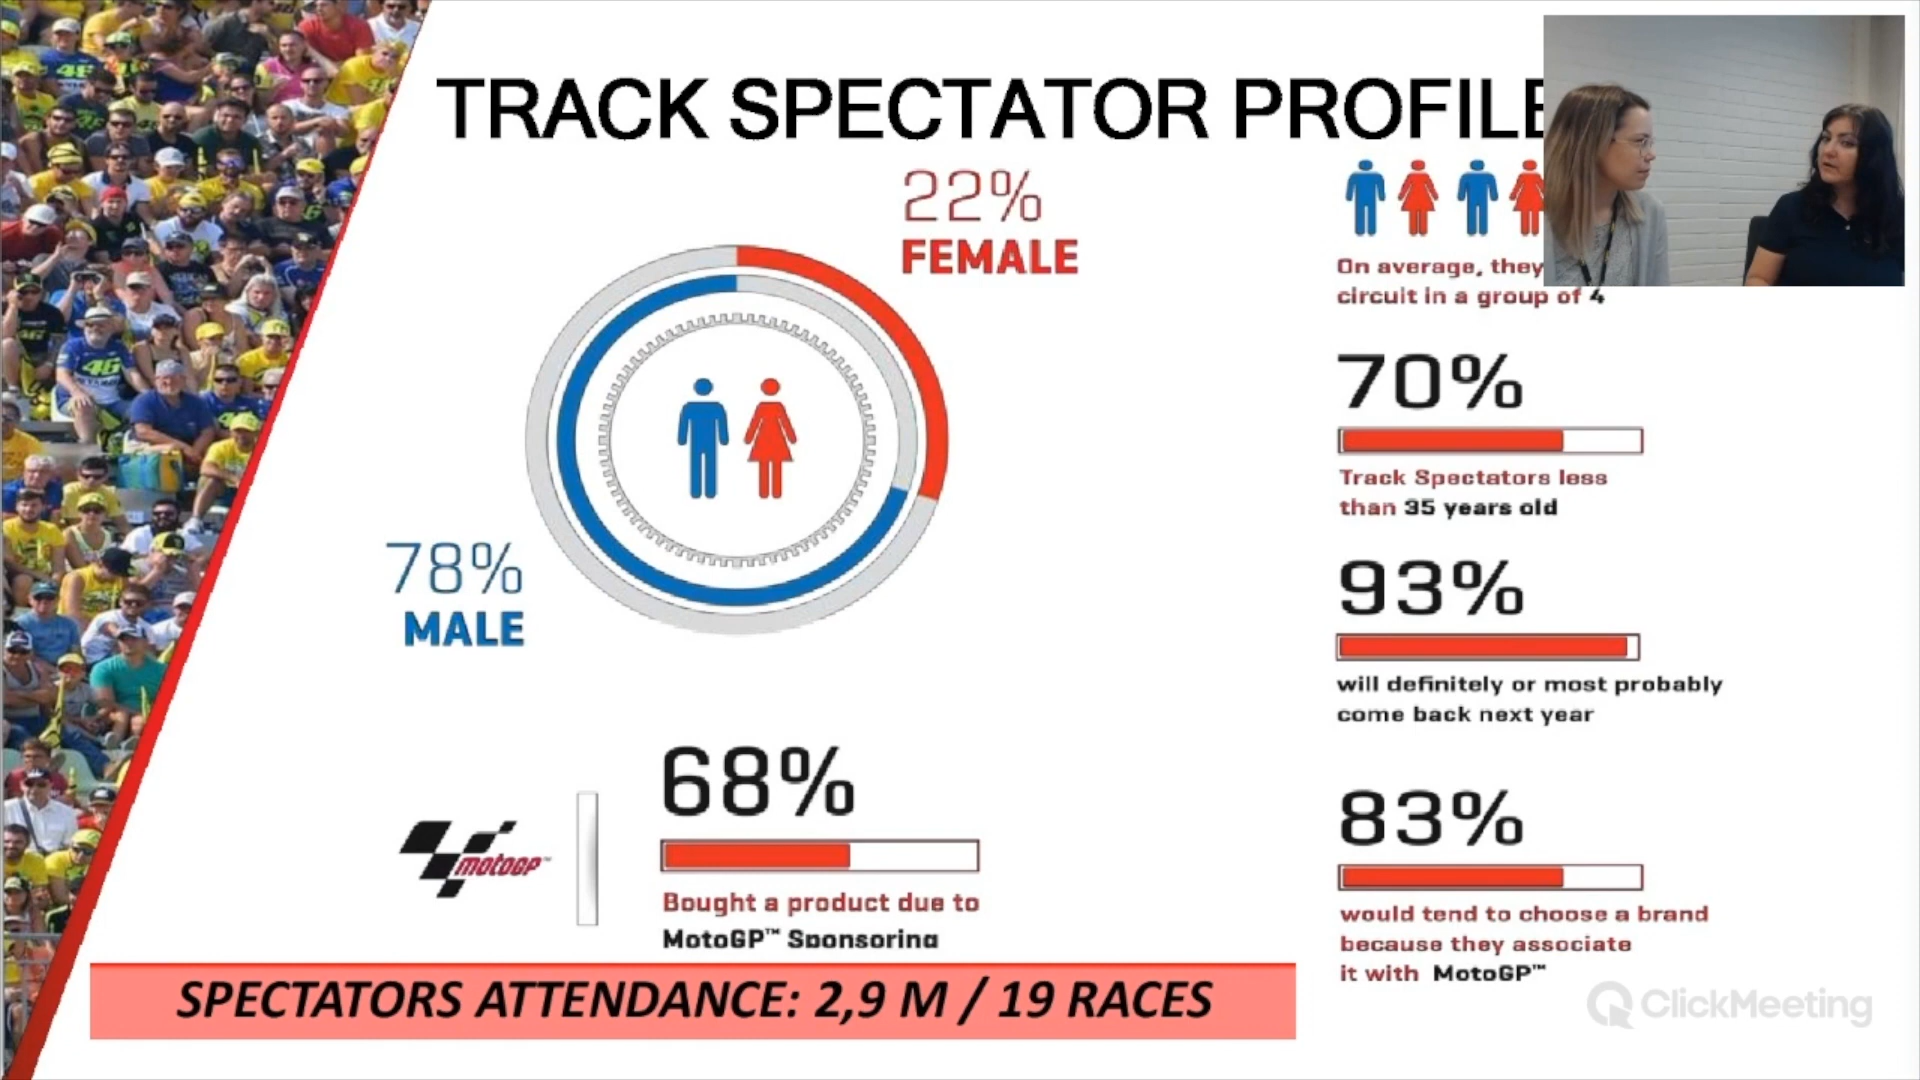 TRACK SPECTATOR PROFILE
22%
FEMALE
78%
MALE
On average, they
circuit in a group of 4
70%
Track Spectators less
than 35 years old
93%
will definitely or most probably
come back next year
68%
Bought a product due to
MotoGP™ Sponsoring
83%
would tend to choose a brand
because they associate
it with MotoGP™
motoGP™
SPECTATORS ATTENDANCE: 2,9 M / 19 RACES
ClickMeeting
46
46